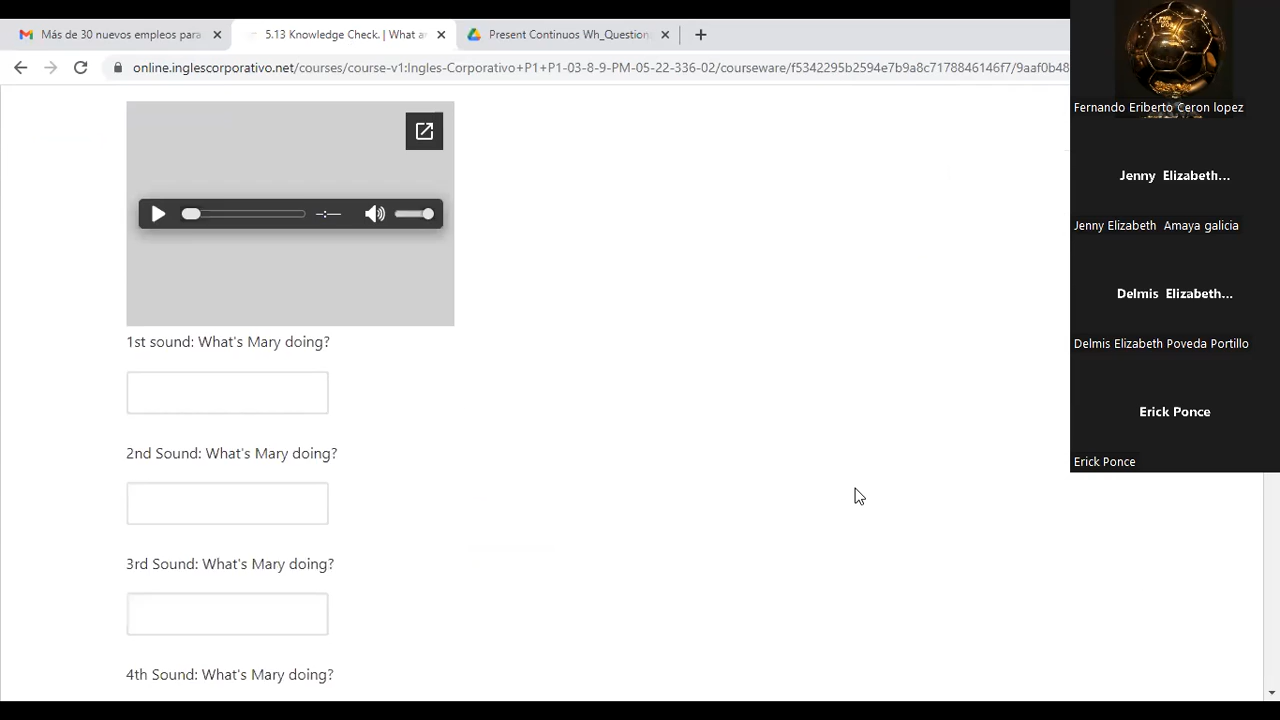 Más de 30 nuevos empleos para
5.13 Knowledge Check. | What a
Present Continuos Wh_Question
online.inglescorporativo.net/courses/course-v1:Ingles-Corporativo+P1+P1-03-8-9-PM-05-22-336-02/courseware/f5342295b2594e7b9a8c7178846146f7/9aaf0b48
Fernando Eriberto Ceron lopez
Jenny Elizabeth...
Jenny Elizabeth Amaya galicia
Delmis Elizabeth...
Delmis Elizabeth Poveda Portillo
Erick Ponce
Erick Ponce
-:--
1st sound: What's Mary doing?
2nd Sound: What's Mary doing?
3rd Sound: What's Mary doing?
4th Sound: What's Mary doing?